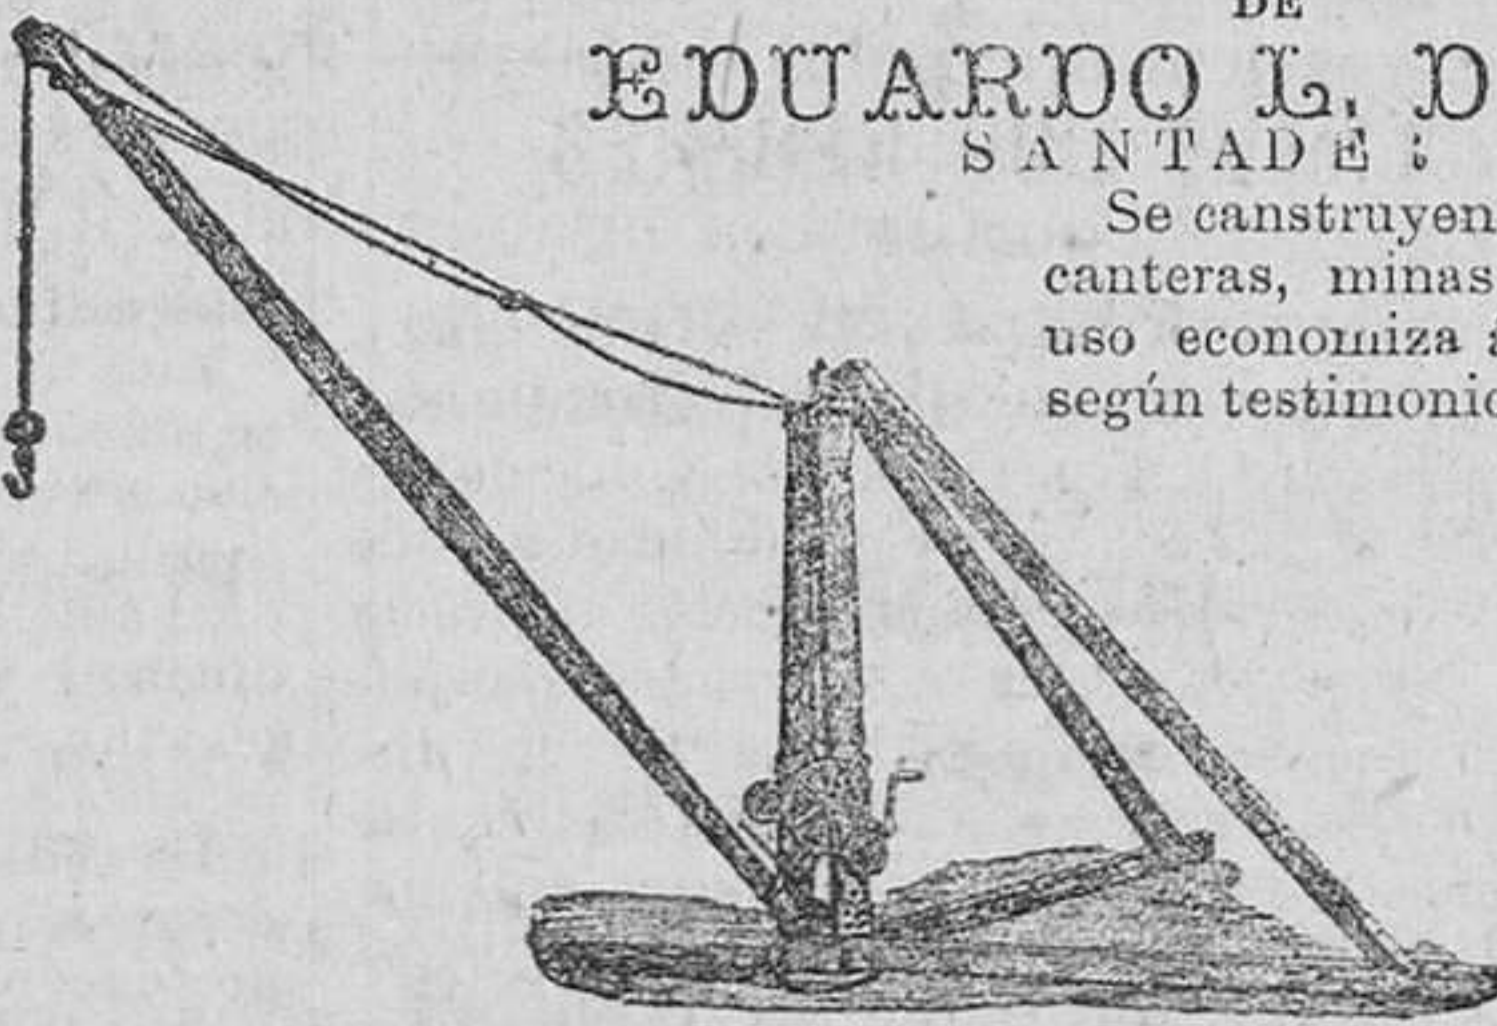 DE
EDUARDO L. D
SANTADE
Se canstruyen
canteras, minas
uso economiza
según testimonio